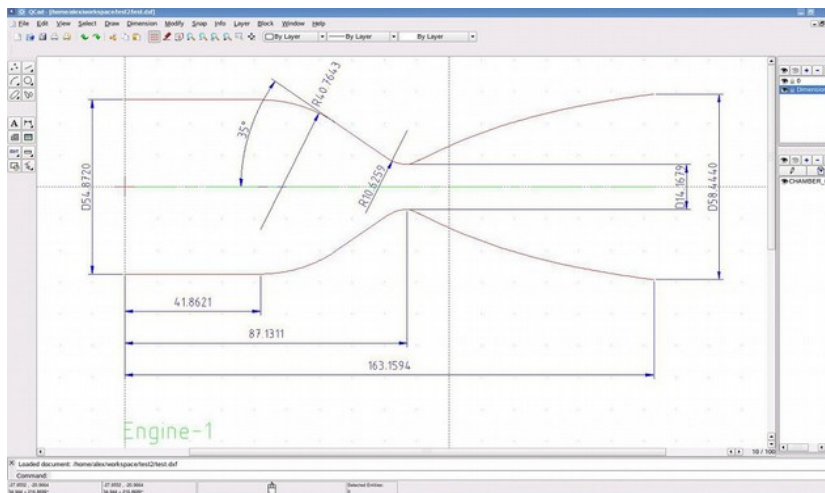 QCad - [/home/alex/workspace/test2/test.dxf]
File Edit View Select Draw Dimension Modify Snap Info Layer Block Window Help
By Layer
By Layer
By Layer
0
Dimension
R40.7643
35°
R10.6259
D54.8720
D14.1679
D58.4440
41.8621
87.1311
163.1594
Engine-1
10 / 100
CHAMBER_
Loaded document: /home/alex/workspace/test2/test.dxf
Command:
Selected Entities:
0